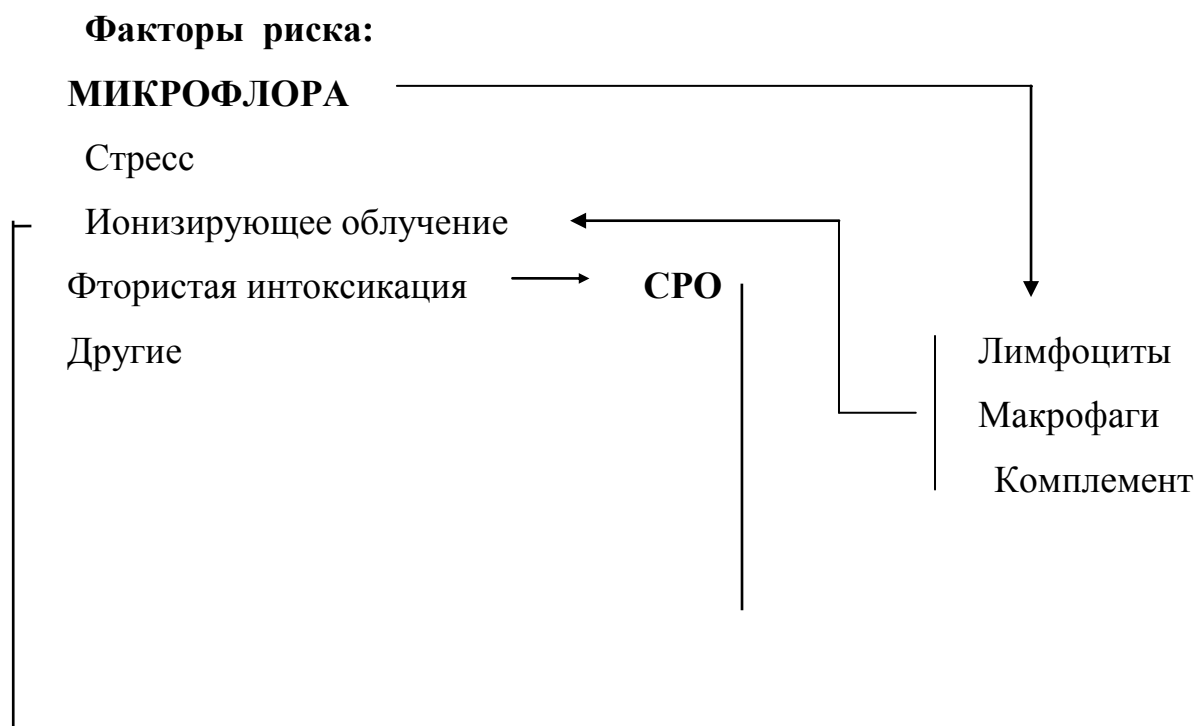 Факторы риска:
МИКРОФЛОРА
Стресс
Ионизирующее облучение
Фтористая интоксикация СРО
Другие Лимфоциты
Макрофаги
Комплемент